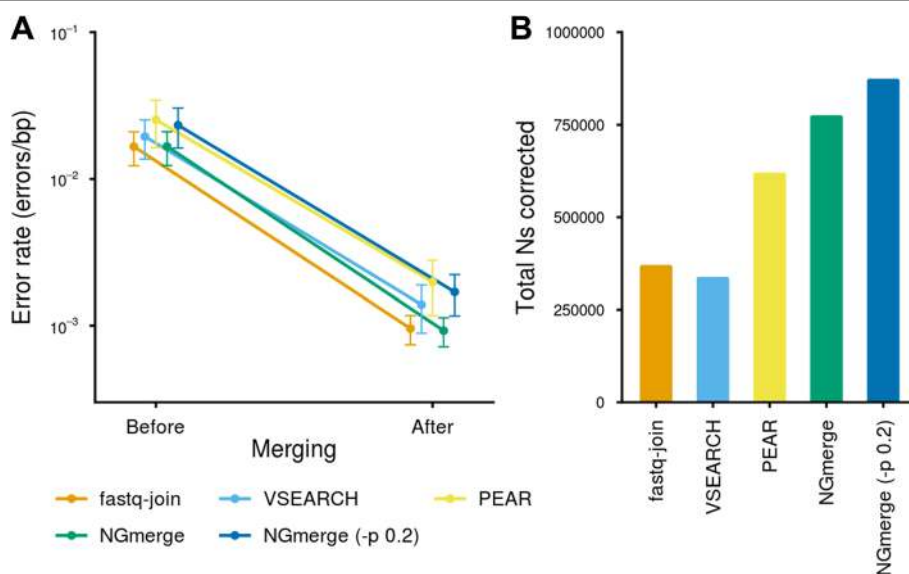 A
Error rate (errors/bp)
10⁻¹
10⁻²
10⁻³
Before
After
Merging
fastq-join
VSEARCH
PEAR
NGmerge
NGmerge (-p 0.2)
B
Total Ns corrected
1000000
750000
500000
250000
0
fastq-join
VSEARCH
PEAR
NGmerge
NGmerge (-p 0.2)